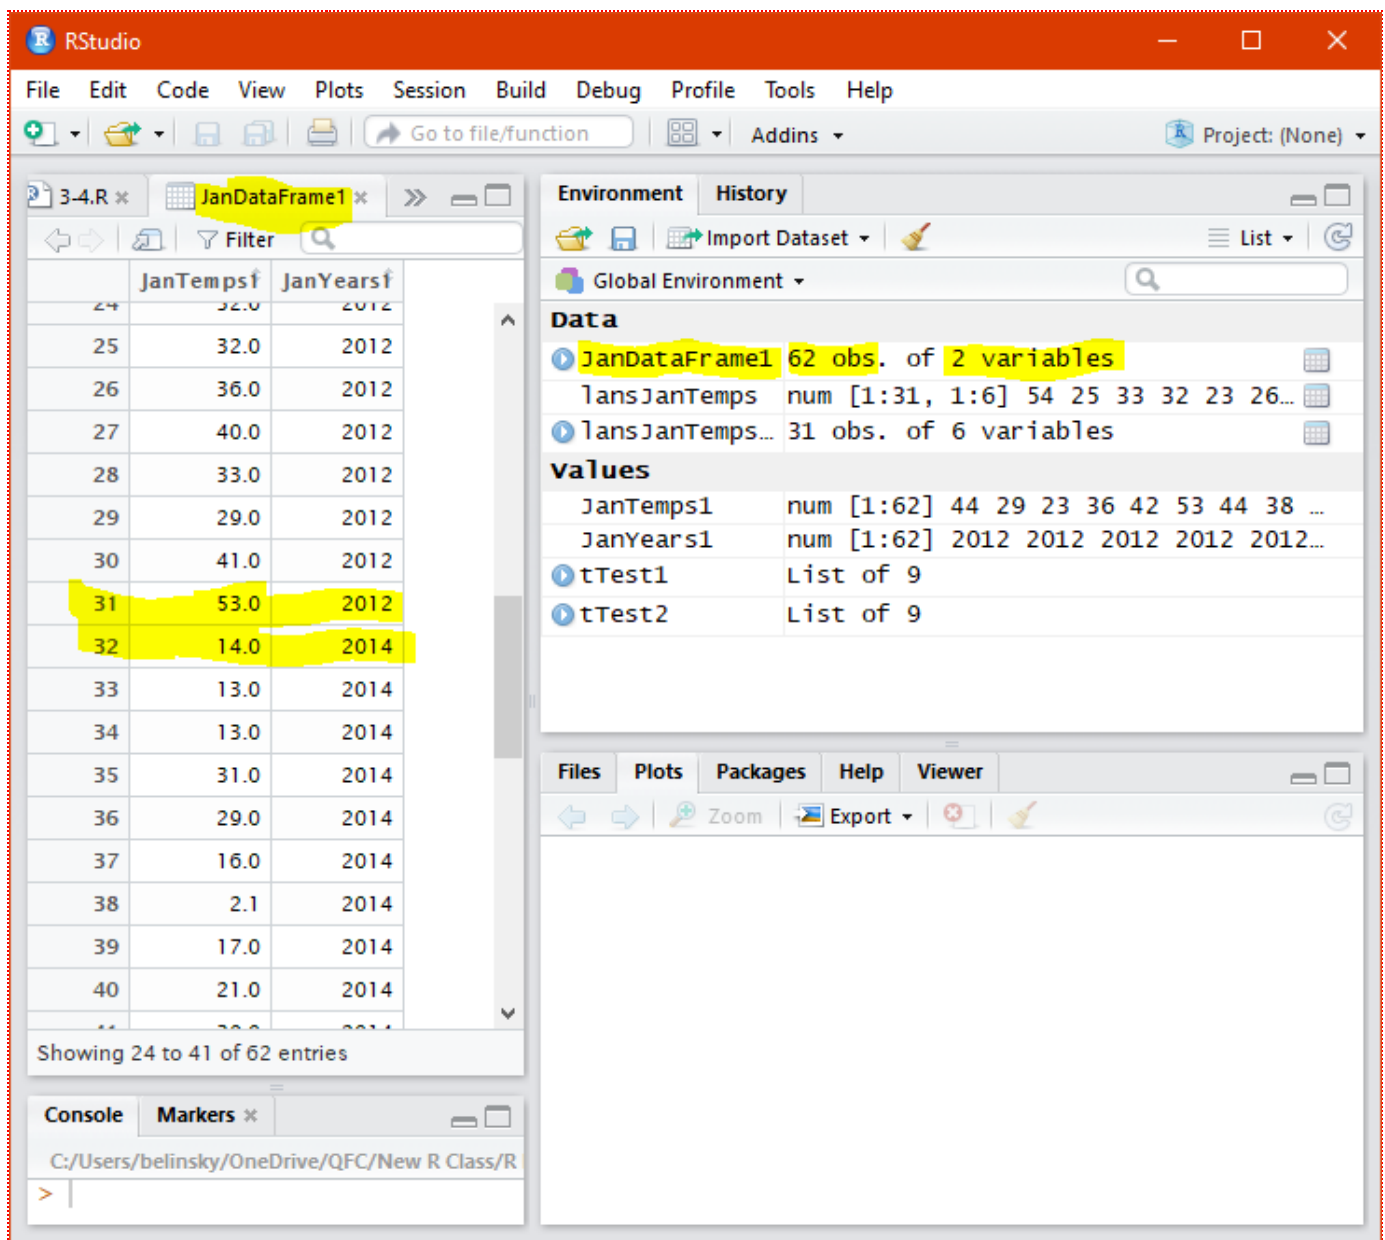 RStudio
File Edit Code View Plots Session Build Debug Profile Tools Help
Go to file/function Addins Project: (None)
3-4.R JanDataFrame1
Filter
JanTemps1 JanYears1
24 32.0 2012
25 32.0 2012
26 36.0 2012
27 40.0 2012
28 33.0 2012
29 29.0 2012
30 41.0 2012
31 53.0 2012
32 14.0 2014
33 13.0 2014
34 13.0 2014
35 31.0 2014
36 29.0 2014
37 16.0 2014
38 2.1 2014
39 17.0 2014
40 21.0 2014
Showing 24 to 41 of 62 entries
Console Markers
C:/Users/belinsky/OneDrive/QFC/New R Class/R
>
Environment History
Import Dataset List
Global Environment
Data
JanDataFrame1 62 obs. of 2 variables
lansJanTemps num [1:31, 1:6] 54 25 33 32 23 26…
lansJanTemps… 31 obs. of 6 variables
Values
JanTemps1 num [1:62] 44 29 23 36 42 53 44 38 …
JanYears1 num [1:62] 2012 2012 2012 2012 2012…
tTest1 List of 9
tTest2 List of 9
Files Plots Packages Help Viewer
Zoom Export